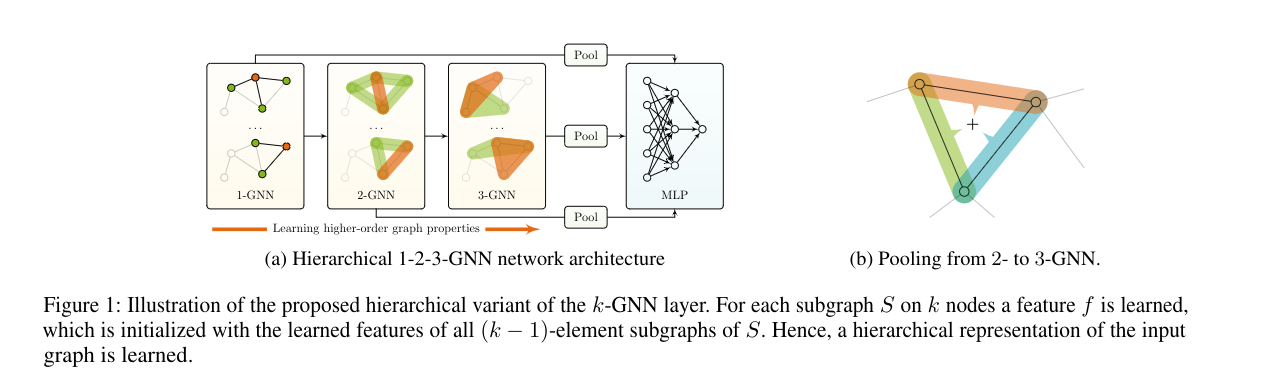 Pool
. . .
. . .
. . .
Pool
1-GNN
2-GNN
3-GNN
MLP
Pool
Learning higher-order graph properties
+
(a) Hierarchical 1-2-3-GNN network architecture
(b) Pooling from 2- to 3-GNN.
Figure 1: Illustration of the proposed hierarchical variant of the k-GNN layer. For each subgraph S on k nodes a feature f is learned,
which is initialized with the learned features of all (k − 1)-element subgraphs of S. Hence, a hierarchical representation of the input
graph is learned.